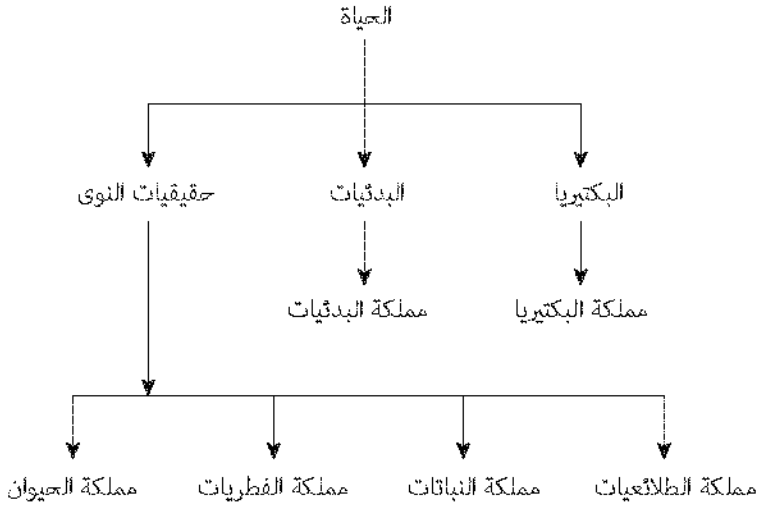 الحياة
البكتيريا
البدئيات
حقيقيات النوى
مملكة البكتيريا
مملكة البدئيات
مملكة الطلائعيات
مملكة النباتات
مملكة الفطريات
مملكة الحيوان